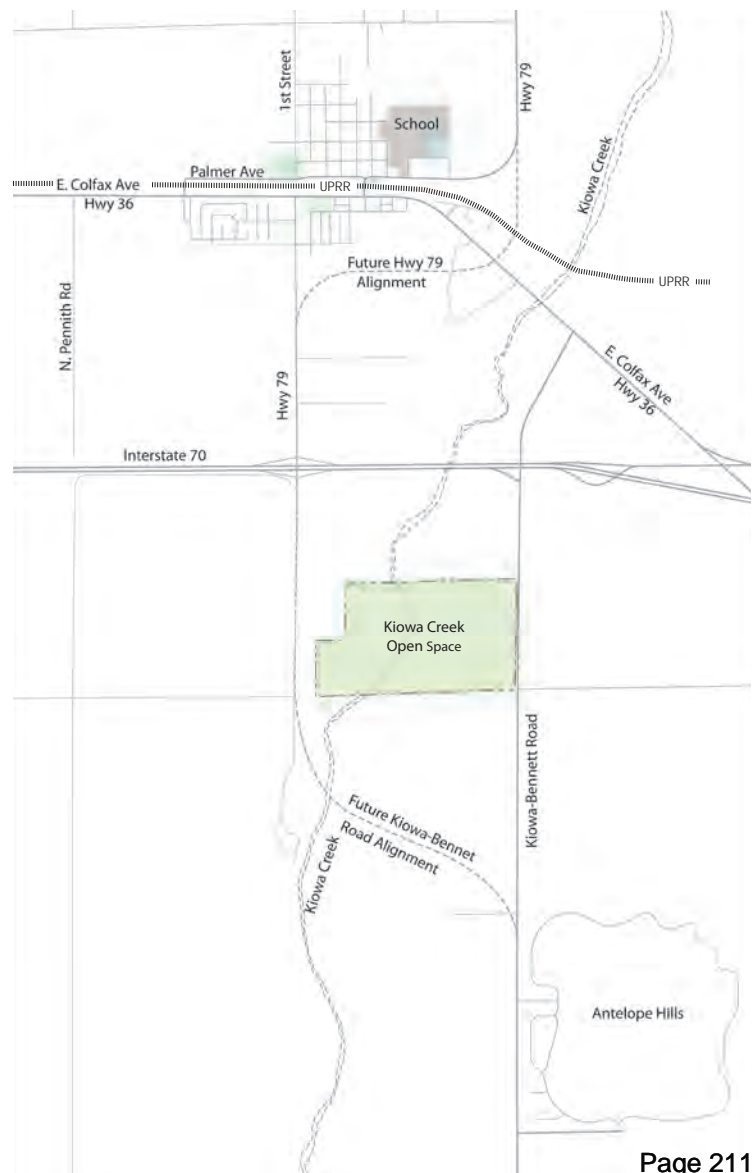 1st Street
Hwy 79
School
Kiowa Creek
Palmer Ave
E. Colfax Ave
UPRR
Hwy 36
Future Hwy 79
Alignment
UPRR
N. Pennith Rd
Hwy 79
E. Colfax Ave
Hwy 36
Interstate 70
Kiowa Creek
Open Space
Kiowa-Bennett Road
Future Kiowa-Bennet
Road Alignment
Kiowa Creek
Antelope Hills
Page 211